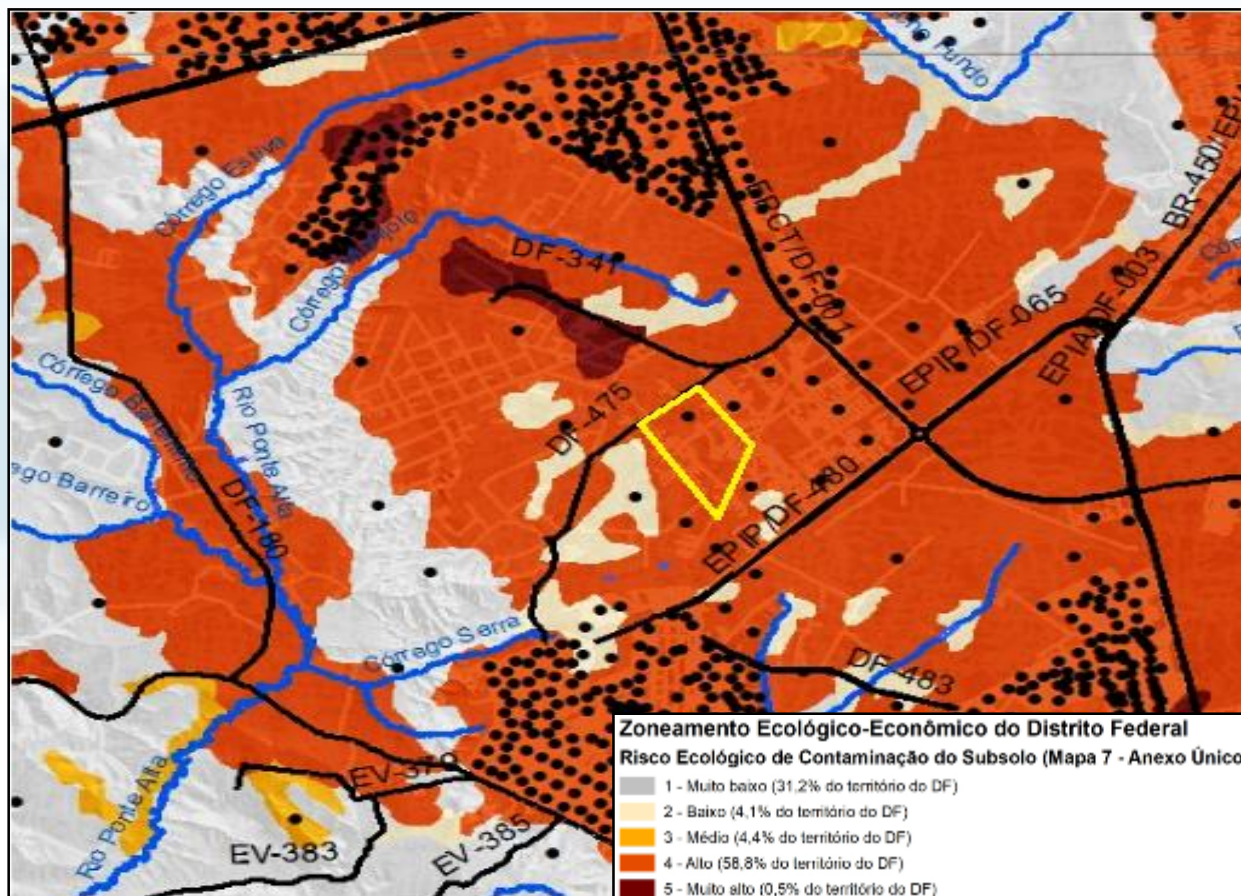 Fundo
Córrego Estiva
BR-450/EPIA
DF-341
EPCT/DF-001
EPIP/DF-065
EPIA/DF-003
Córrego
DF-475
Rio Ponte Alta
Córrego Barreiro
DF-180
EPIP/DF-480
Córrego Serra
DF-483
Rio Ponte Alta
EV-383
EV-385
Zoneamento Ecológico-Econômico do Distrito Federal
Risco Ecológico de Contaminação do Subsolo (Mapa 7 - Anexo Único
1 - Muito baixo (31,2% do território do DF)
2 - Baixo (4,1% do território do DF)
3 - Médio (4,4% do território do DF)
4 - Alto (58,8% do território do DF)
5 - Muito alto (0,5% do território do DF)